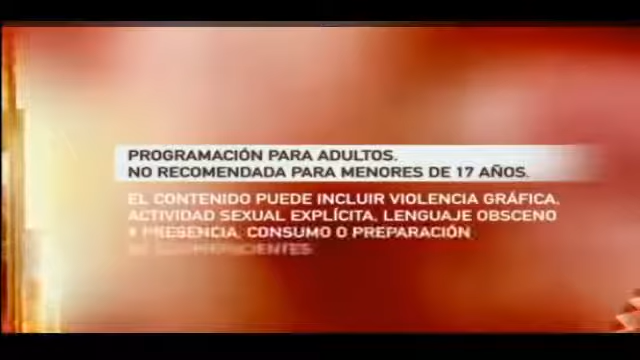 PROGRAMACIÓN PARA ADULTOS.
NO RECOMENDADA PARA MENORES DE 17 AÑOS.
EL CONTENIDO PUEDE INCLUIR VIOLENCIA GRÁFICA,
ACTIVIDAD SEXUAL EXPLÍCITA, LENGUAJE OBSCENO
PRESENCIA, CONSUMO O PREPARACIÓN